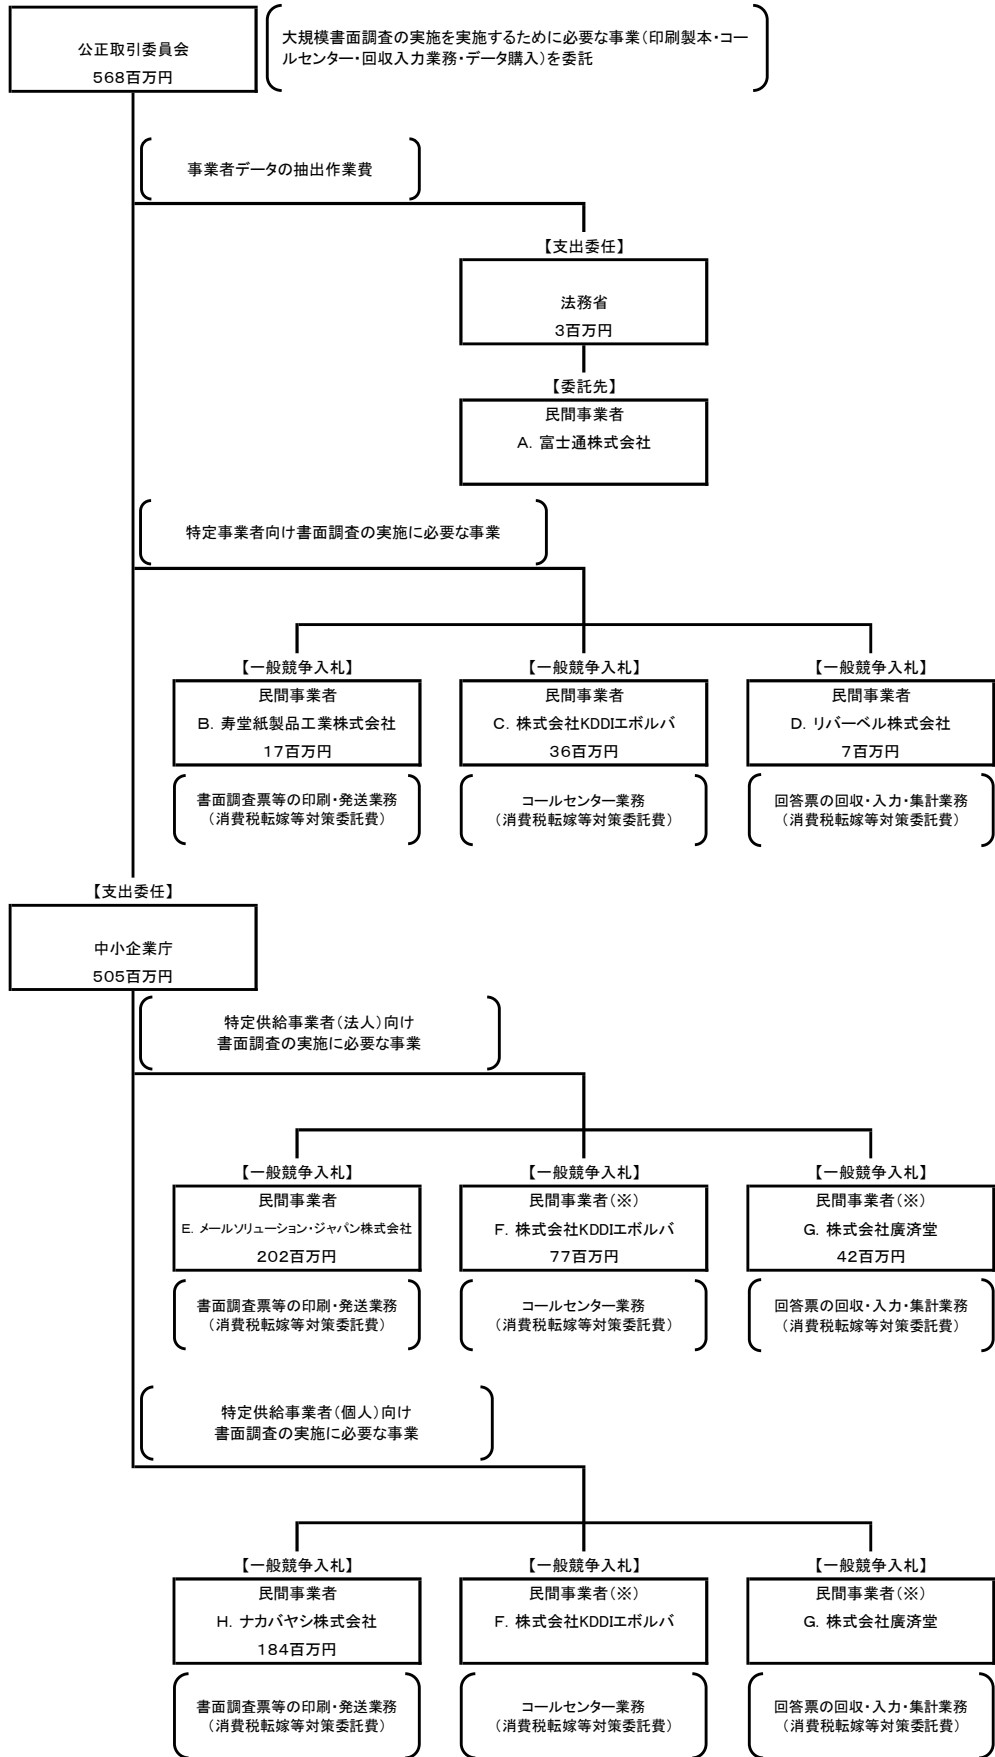 公正取引委員会
568百万円
大規模書面調査の実施を実施するために必要な事業(印刷製本・コー
ルセンター・回収入力業務・データ購入)を委託
事業者データの抽出作業費
【支出委任】
法務省
3百万円
【委託先】
民間事業者
A. 富士通株式会社
特定事業者向け書面調査の実施に必要な事業
【一般競争入札】
民間事業者
B. 寿堂紙製品工業株式会社
17百万円
書面調査票等の印刷・発送業務
(消費税転嫁等対策委託費)
【一般競争入札】
民間事業者
C. 株式会社KDDIエボルバ
36百万円
コールセンター業務
(消費税転嫁等対策委託費)
【一般競争入札】
民間事業者
D. リバーベル株式会社
7百万円
回答票の回収・入力・集計業務
(消費税転嫁等対策委託費)
【支出委任】
中小企業庁
505百万円
特定供給事業者(法人)向け
書面調査の実施に必要な事業
【一般競争入札】
民間事業者
E. メールソリューション・ジャパン株式会社
202百万円
書面調査票等の印刷・発送業務
(消費税転嫁等対策委託費)
【一般競争入札】
民間事業者(※)
F. 株式会社KDDIエボルバ
77百万円
コールセンター業務
(消費税転嫁等対策委託費)
【一般競争入札】
民間事業者(※)
G. 株式会社廣済堂
42百万円
回答票の回収・入力・集計業務
(消費税転嫁等対策委託費)
特定供給事業者(個人)向け
書面調査の実施に必要な事業
【一般競争入札】
民間事業者
H. ナカバヤシ株式会社
184百万円
書面調査票等の印刷・発送業務
(消費税転嫁等対策委託費)
【一般競争入札】
民間事業者(※)
F. 株式会社KDDIエボルバ
コールセンター業務
(消費税転嫁等対策委託費)
【一般競争入札】
民間事業者(※)
G. 株式会社廣済堂
回答票の回収・入力・集計業務
(消費税転嫁等対策委託費)